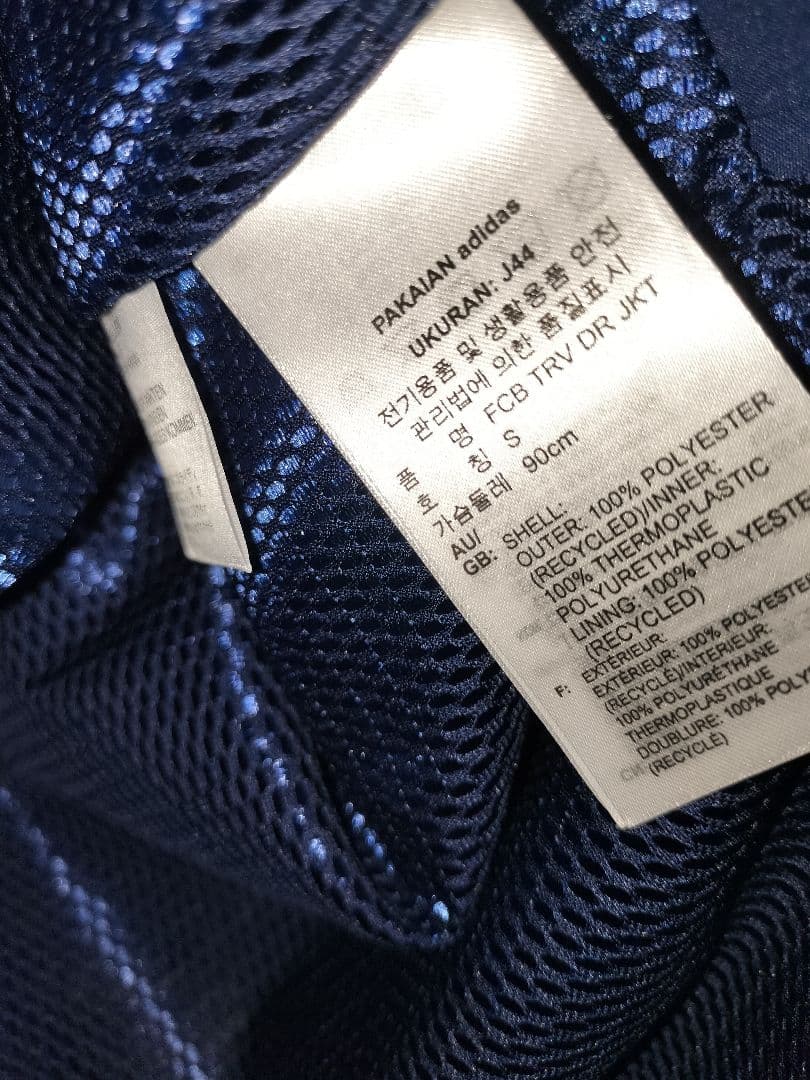 PAKAIAN adidas
UKURAN: J44
전기용품 및 생활용품 안전
관리법에 의한 품질표시
품 명 FCB TRV DR JKT
호 칭 S
가슴둘레 90cm
AU/
GB: SHELL:
OUTER: 100% POLYESTER
(RECYCLED)/INNER:
100% THERMOPLASTIC
POLYURETHANE
LINING: 100% POLYESTER
(RECYCLED)
F: EXTÉRIEUR:
EXTÉRIEUR: 100% POLYESTER
(RECYCLÉ)/INTERIEUR:
100% POLYURÉTHANE
THERMOPLASTIQUE
DOUBLURE: 100% POLY
(RECYCLÉ)